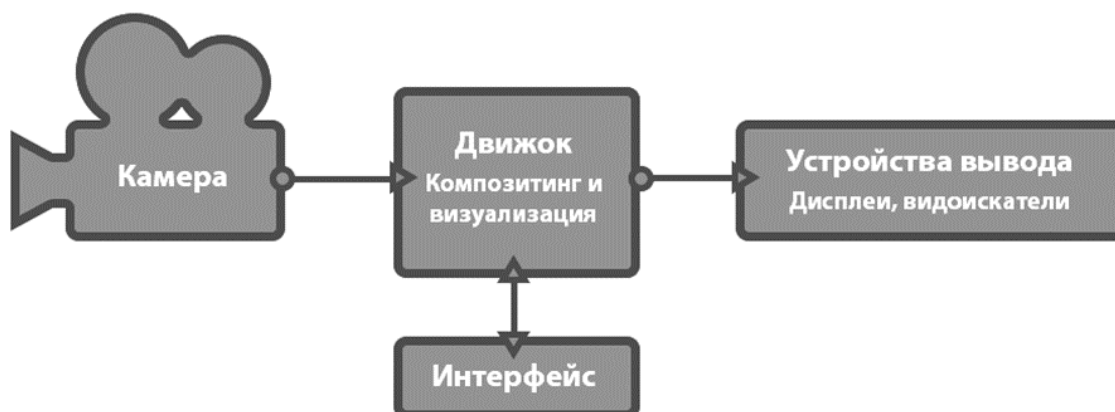 Камера
Движок
Композитинг и
визуализация
Устройства вывода
Дисплеи, видоискатели
Интерфейс